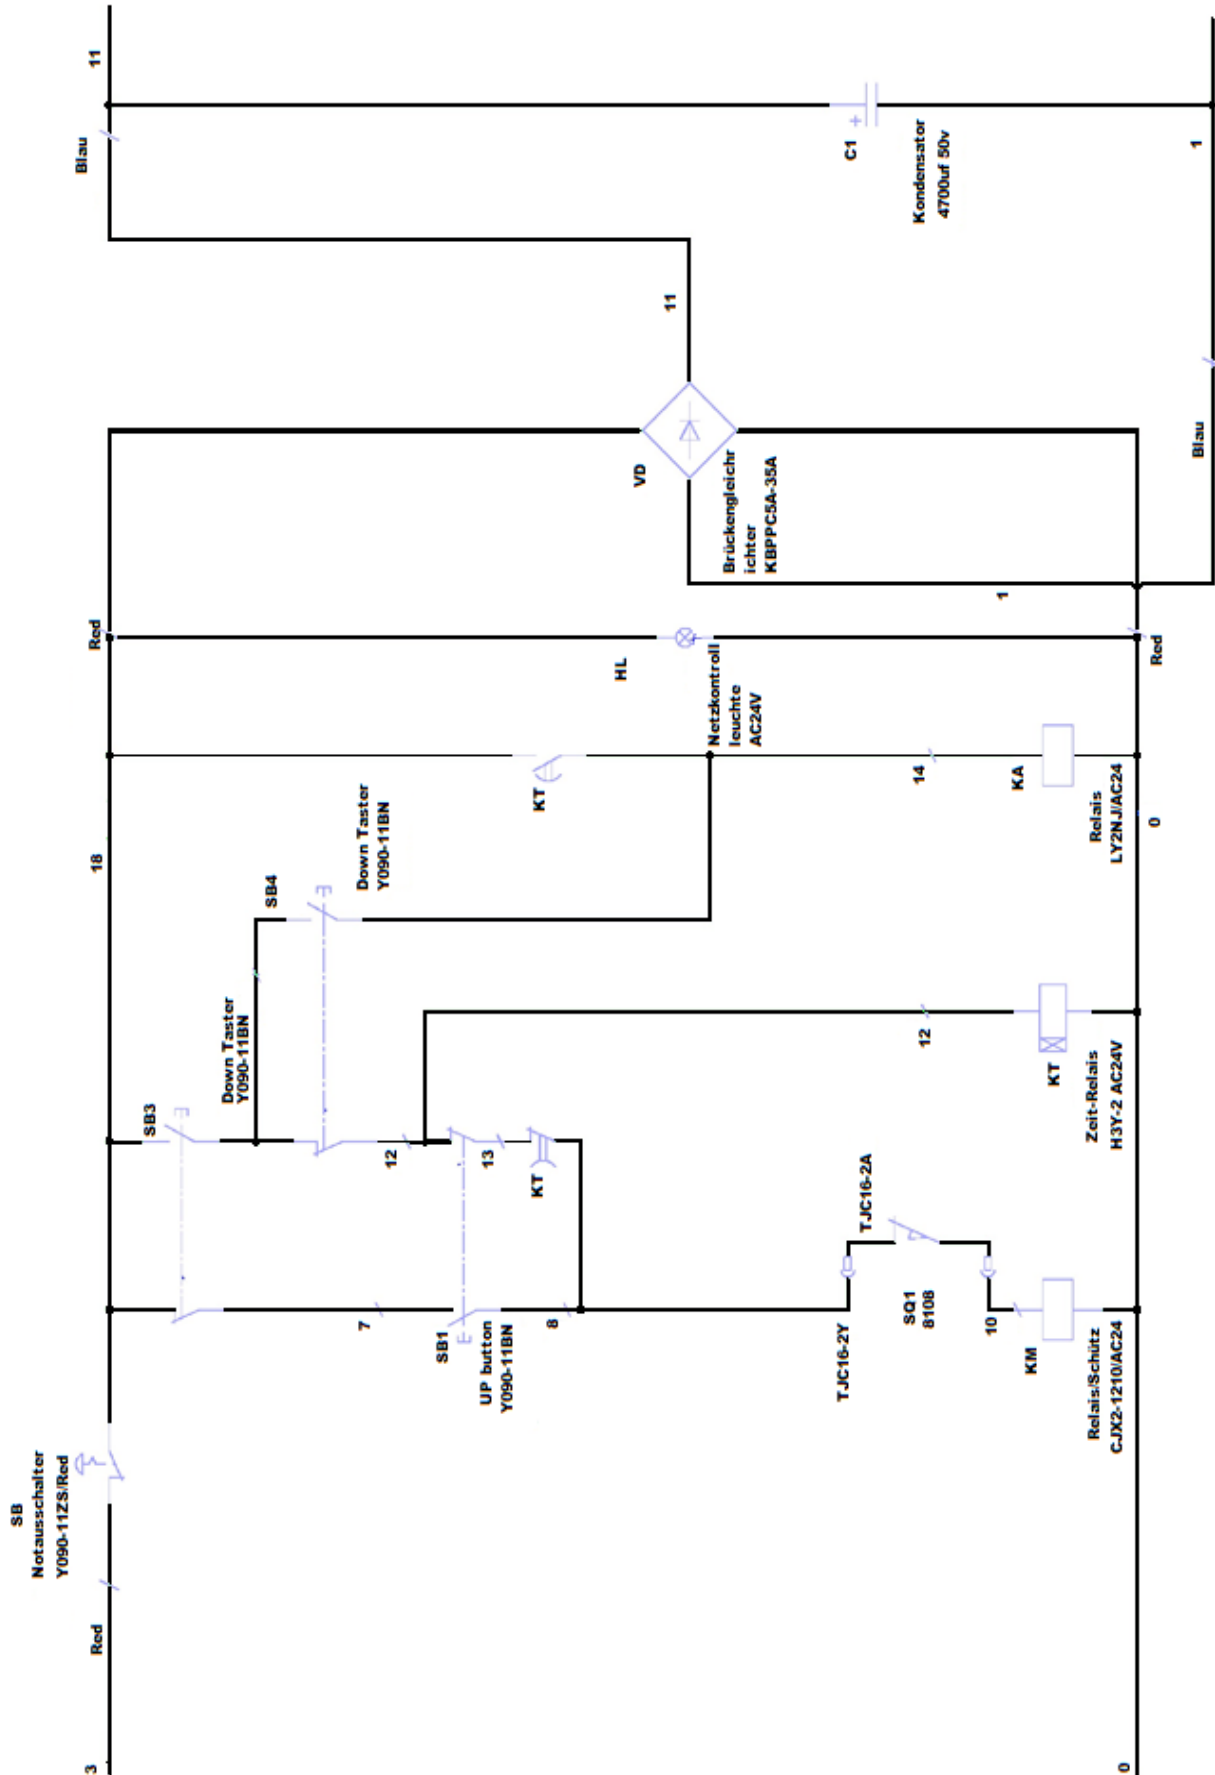 SB
Notausschalter
Y090-11ZS/Red
3
Red
18
Red
Blau
11
SB3
Down Taster
Y090-11BN
SB4
Down Taster
Y090-11BN
7
SB1
UP button
Y090-11BN
8
12
13
KT
KT
HL
Netzkontroll
leuchte
AC24V
VD
Brückengleichr
ichter
KBPPC5A-35A
11
C1
Kondensator
4700uf 50v
TJC16-2Y
TJC16-2A
SQ1
8108
10
KM
Relais/Schütz
CJX2-1210/AC24
12
KT
Zeit-Relais
H3Y-2 AC24V
14
KA
Relais
LY2NJ/AC24
1
0
0
Red
Blau
1